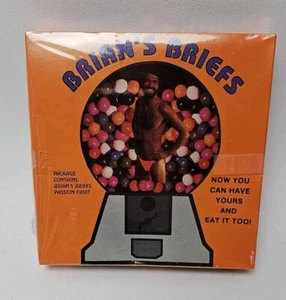 BRIAN'S BRIEFS
PACKAGE
CONTAINS
BRIAN'S BRIEFS
PASSION FRUIT
NOW YOU
CAN HAVE
YOURS
AND
EAT IT TOO!